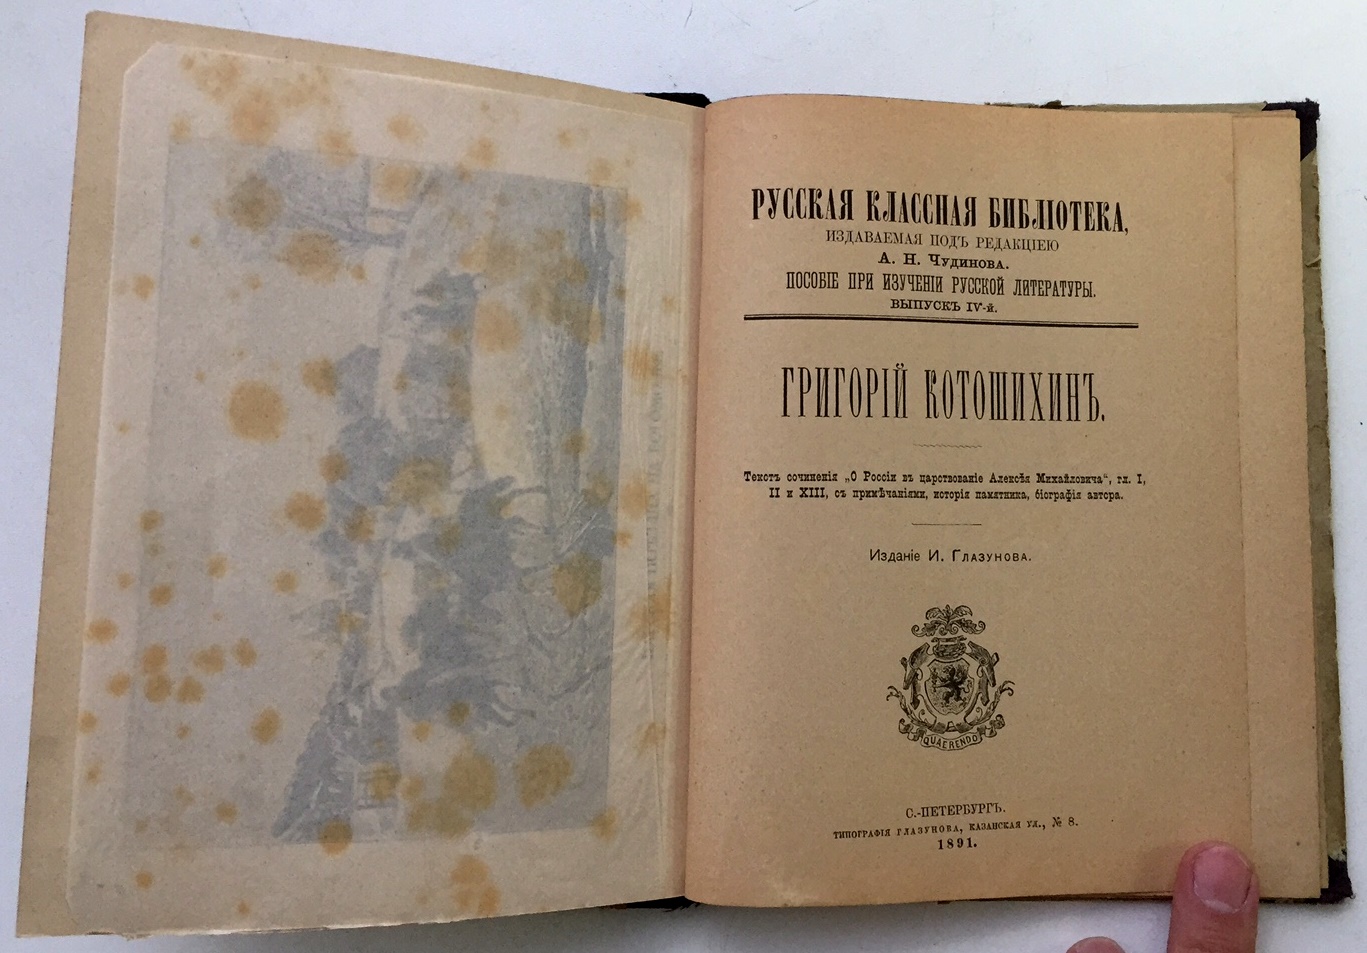 РУССКАЯ КЛАССНАЯ БИБЛІОТЕКА,
ИЗДАВАЕМАЯ ПОДЪ РЕДАКЦІЕЮ
А. Н. Чудинова.
ПОСОБІЕ ПРИ ИЗУЧЕНІИ РУССКОЙ ЛИТЕРАТУРЫ.
ВЫПУСКЪ IV-й.
ГРИГОРІЙ КОТОШИХИНЪ.
Текстъ сочиненія „О Россіи въ царствованіе Алексѣя Михайловича“, гл. I,
II и XIII, съ примѣчаніями, исторія памятника, біографія автора.
Изданіе И. Глазунова.
QUAERENDO
С.-ПЕТЕРБУРГЪ.
ТИПОГРАФІЯ ГЛАЗУНОВА, КАЗАНСКАЯ УЛ., № 8.
1891.